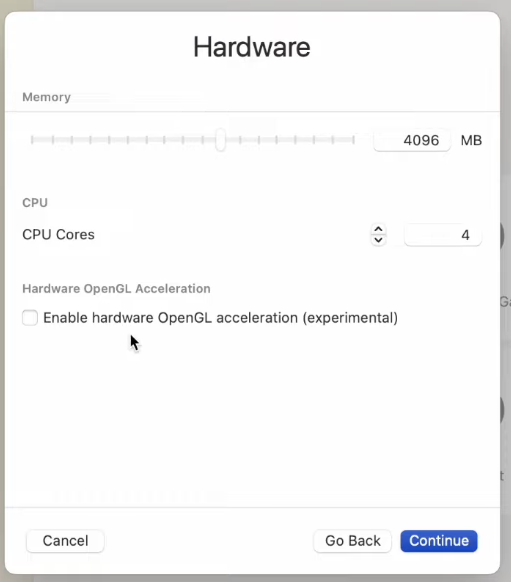 Hardware
Memory
4096 MB
CPU
CPU Cores
4
Hardware OpenGL Acceleration
Enable hardware OpenGL acceleration (experimental)
Cancel
Go Back
Continue